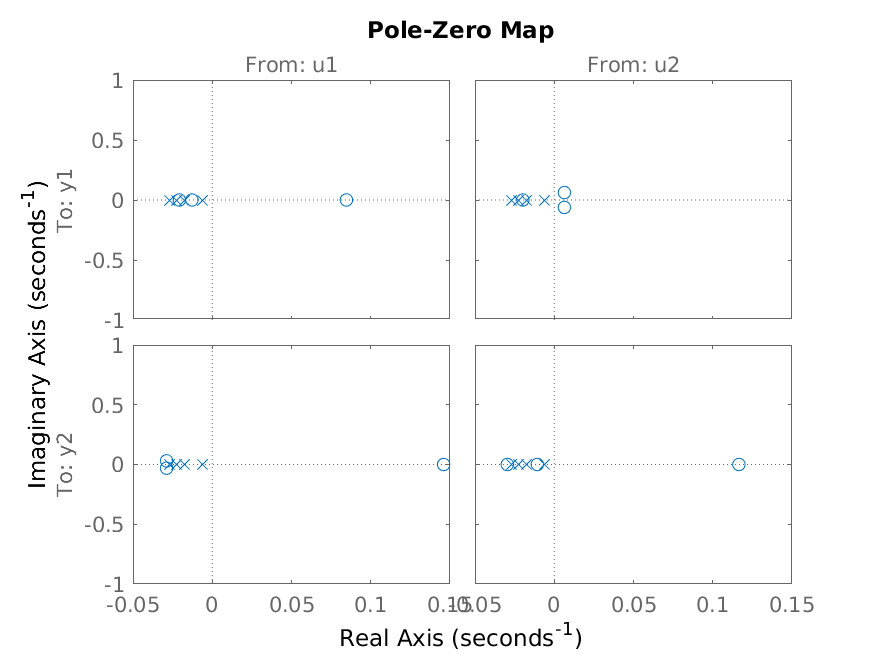 Pole-Zero Map
From: u1
From: u2
1
0.5
0
-0.5
-1
To: y1
1
0.5
0
-0.5
-1
To: y2
Imaginary Axis (seconds-1)
-0.05 0 0.05 0.1 0.15
-0.05 0 0.05 0.1 0.15
Real Axis (seconds-1)